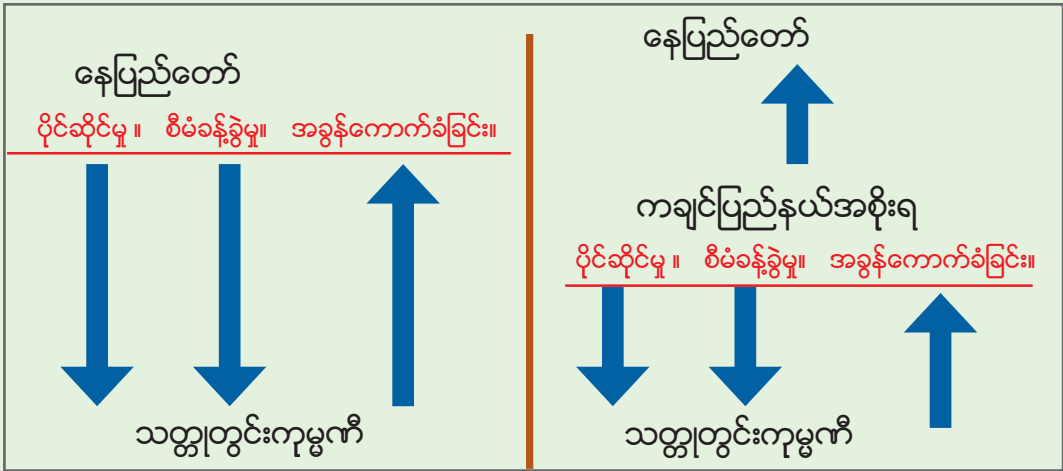 နေပြည်တော်
ပိုင်ဆိုင်မှု ။ စီမံခန့်ခွဲမှု။ အခွန်ကောက်ခံခြင်း။
သတ္တုတွင်းကုမ္ပဏီ
နေပြည်တော်
ကချင်ပြည်နယ်အစိုးရ
ပိုင်ဆိုင်မှု ။ စီမံခန့်ခွဲမှု။ အခွန်ကောက်ခံခြင်း။
သတ္တုတွင်းကုမ္ပဏီ